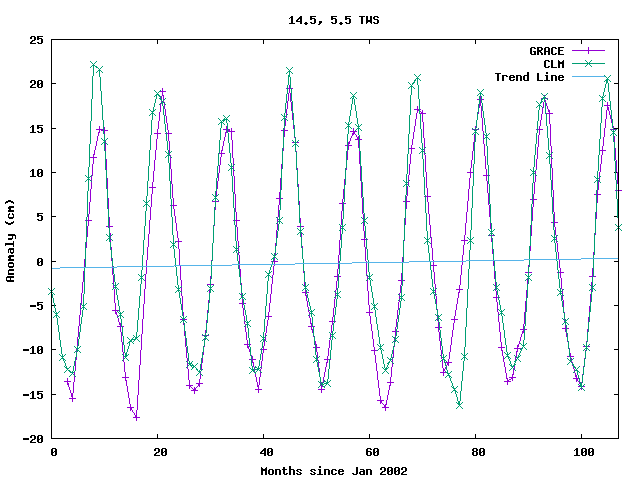 14.5, 5.5 TWS
GRACE
CLM
Trend Line
25
20
15
10
5
0
-5
-10
-15
-20
Anomaly (cm)
0 20 40 60 80 100
Months since Jan 2002